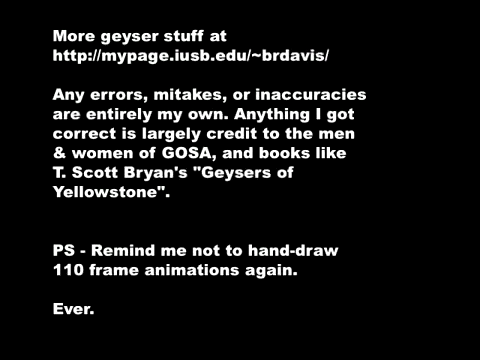 More geyser stuff at
http://mypage.iusb.edu/~brdavis/
Any errors, mitakes, or inaccuracies
are entirely my own. Anything I got
correct is largely credit to the men
& women of GOSA, and books like
T. Scott Bryan's "Geysers of
Yellowstone".
PS - Remind me not to hand-draw
110 frame animations again.
Ever.